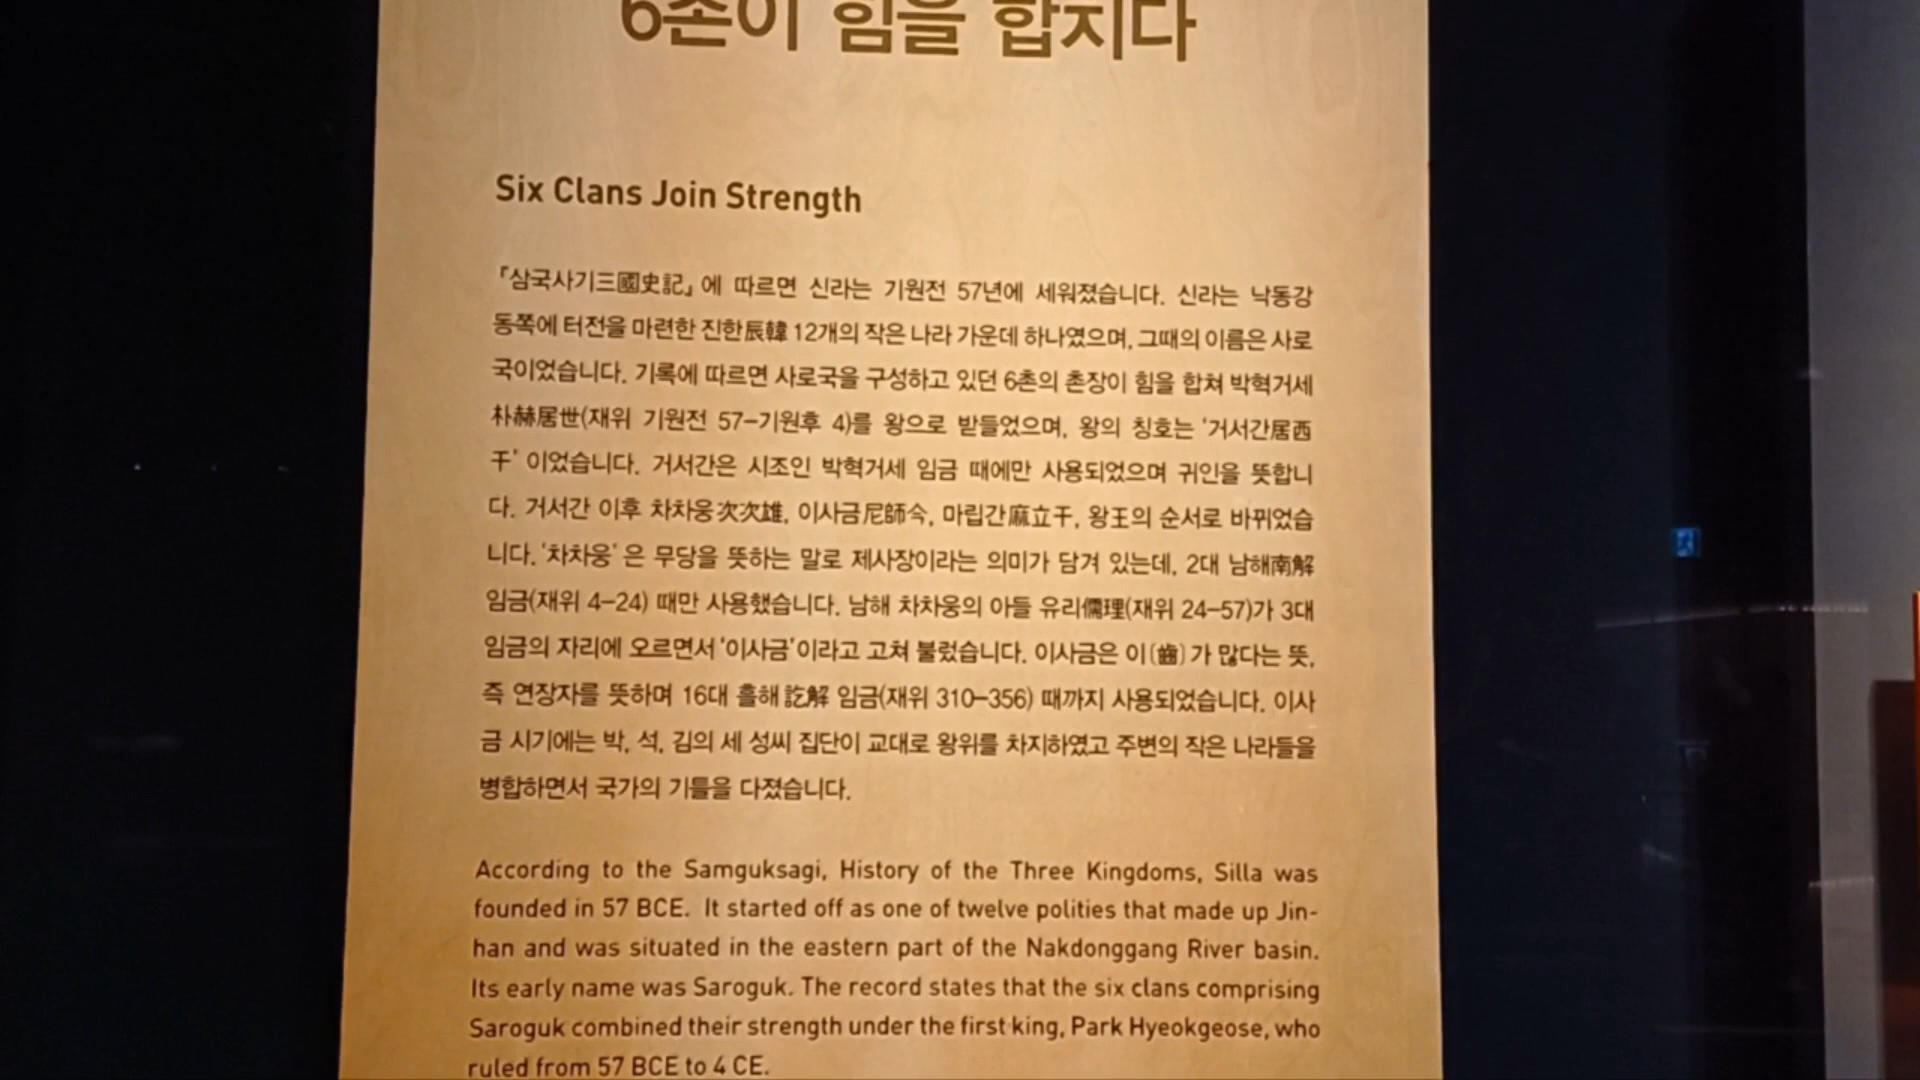 6촌이 힘을 합치다
Six Clans Join Strength
『삼국사기三國史記』에 따르면 신라는 기원전 57년에 세워졌습니다. 신라는 낙동강
동쪽에 터전을 마련한 진한辰韓 12개의 작은 나라 가운데 하나였으며, 그때의 이름은 사로
국이었습니다. 기록에 따르면 사로국을 구성하고 있던 6촌의 촌장이 힘을 합쳐 박혁거세
朴赫居世(재위 기원전 57–기원후 4)를 왕으로 받들었으며, 왕의 칭호는 ‘거서간居西
干’ 이었습니다. 거서간은 시조인 박혁거세 임금 때에만 사용되었으며 귀인을 뜻합니
다. 거서간 이후 차차웅次次雄, 이사금尼師今, 마립간麻立干, 왕王의 순서로 바뀌었습
니다. ‘차차웅’ 은 무당을 뜻하는 말로 제사장이라는 의미가 담겨 있는데, 2대 남해南解
임금(재위 4–24) 때만 사용했습니다. 남해 차차웅의 아들 유리儒理(재위 24–57)가 3대
임금의 자리에 오르면서 ‘이사금’이라고 고쳐 불렀습니다. 이사금은 이(齒)가 많다는 뜻,
즉 연장자를 뜻하며 16대 흘해訖解 임금(재위 310–356) 때까지 사용되었습니다. 이사
금 시기에는 박, 석, 김의 세 성씨 집단이 교대로 왕위를 차지하였고 주변의 작은 나라들을
병합하면서 국가의 기틀을 다졌습니다.
According to the Samguksagi, History of the Three Kingdoms, Silla was
founded in 57 BCE. It started off as one of twelve polities that made up Jin-
han and was situated in the eastern part of the Nakdonggang River basin.
Its early name was Saroguk. The record states that the six clans comprising
Saroguk combined their strength under the first king, Park Hyeokgeose, who
ruled from 57 BCE to 4 CE.